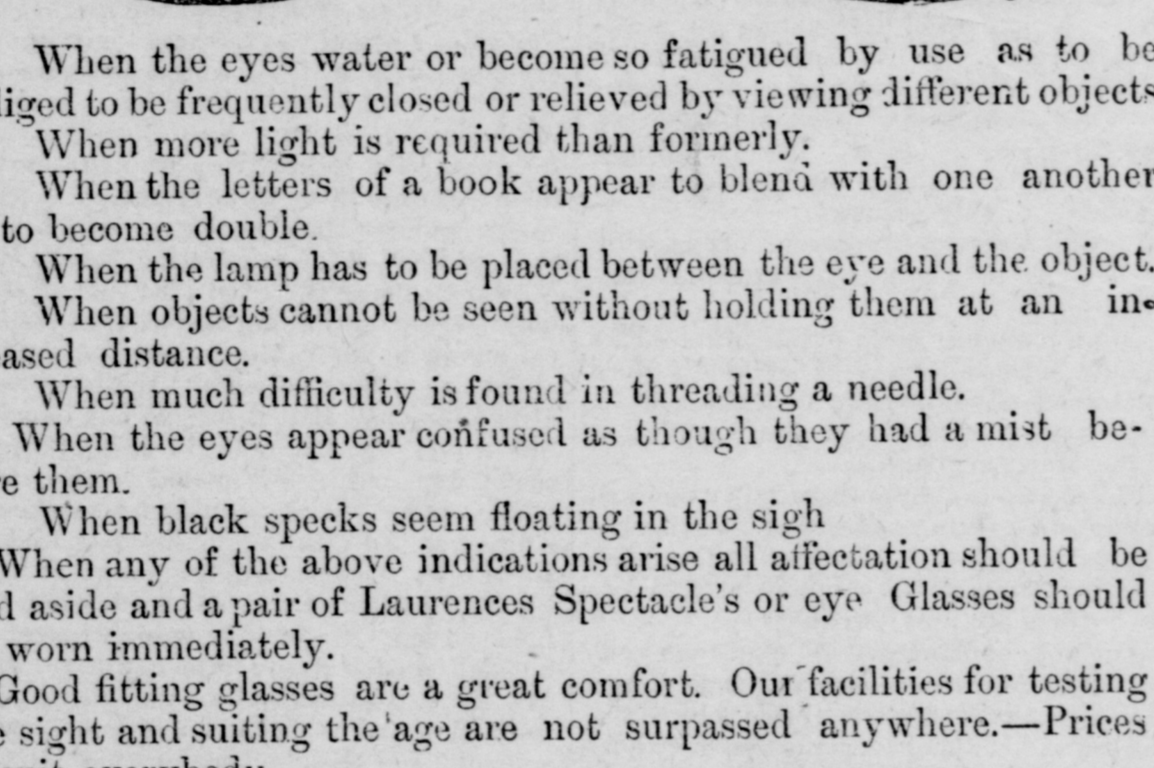 When the eyes water or become so fatigued by use as to be
liged to be frequently closed or relieved by viewing different objects
When more light is required than formerly.
When the letters of a book appear to blend with one another
to become double.
When the lamp has to be placed between the eye and the object.
When objects cannot be seen without holding them at an in-
ased distance.
When much difficulty is found in threading a needle.
When the eyes appear confused as though they had a mist be-
e them.
When black specks seem floating in the sigh
When any of the above indications arise all affectation should be
d aside and a pair of Laurences Spectacle's or eye Glasses should
worn immediately.
Good fitting glasses are a great comfort. Our facilities for testing
e sight and suiting the age are not surpassed anywhere.—Prices